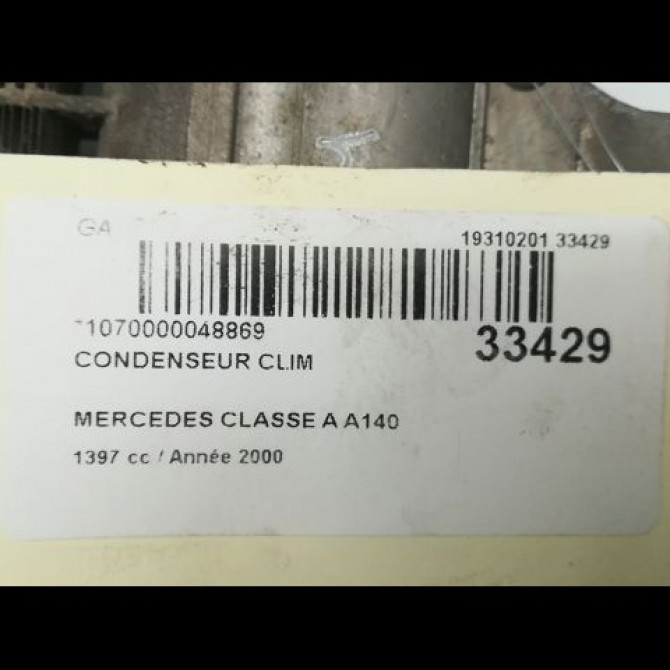 GA
19310201 33429
1070000048869
33429
CONDENSEUR CLIM
MERCEDES CLASSE A A140
1397 cc / Année 2000